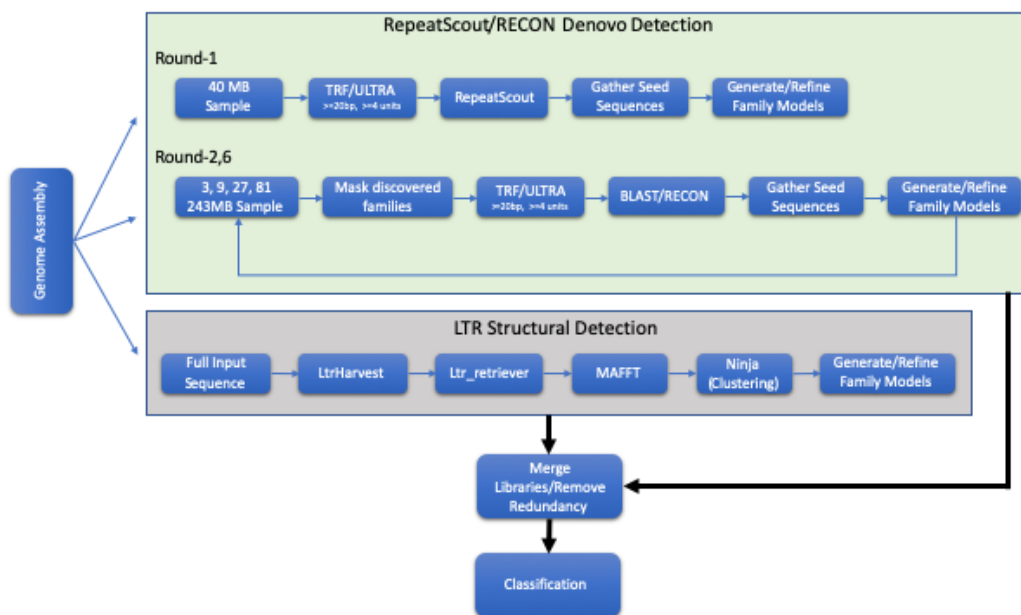 RepeatScout/RECON Denovo Detection
Round-1
40 MB
Sample
TRF/ULTRA
>=20bp, >=4 units
RepeatScout
Gather Seed
Sequences
Generate/Refine
Family Models
Round-2,6
3, 9, 27, 81
243MB Sample
Mask discovered
families
TRF/ULTRA
>=20bp, >=4 units
BLAST/RECON
Gather Seed
Sequences
Generate/Refine
Family Models
Genome Assembly
LTR Structural Detection
Full Input
Sequence
LtrHarvest
Ltr_retriever
MAFFT
Ninja
(Clustering)
Generate/Refine
Family Models
Merge
Libraries/Remove
Redundancy
Classification